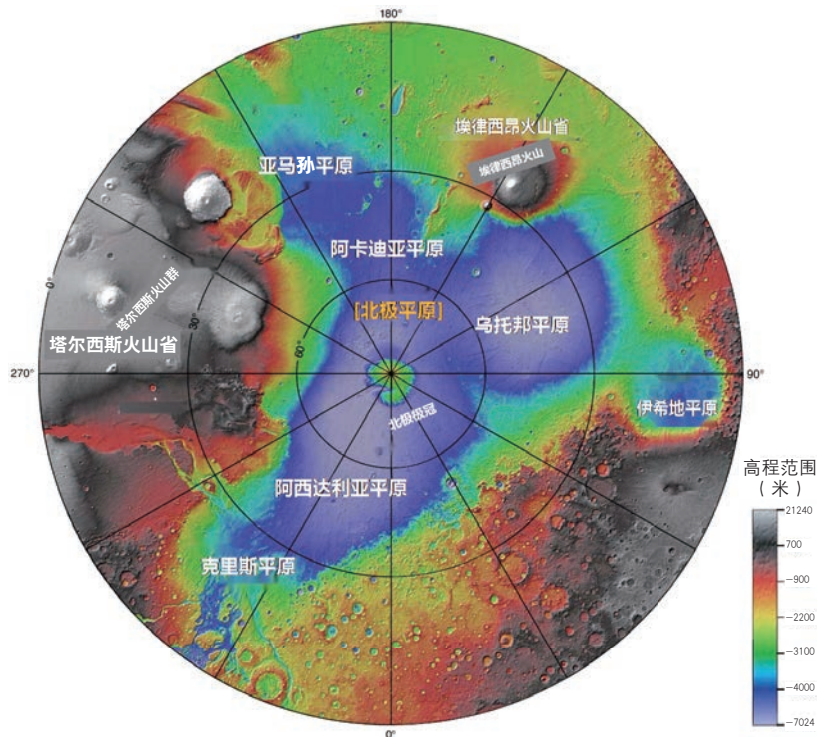 180°
埃律西昂火山省
埃律西昂火山
亚马孙平原
阿卡迪亚平原
[北极平原]
乌托邦平原
塔尔西斯火山群
塔尔西斯火山省
0°
30°
60°
270°
90°
北极极冠
伊希地平原
阿西达利亚平原
克里斯平原
0°
高程范围
（米）
21240
700
-900
-2200
-3100
-4000
-7024